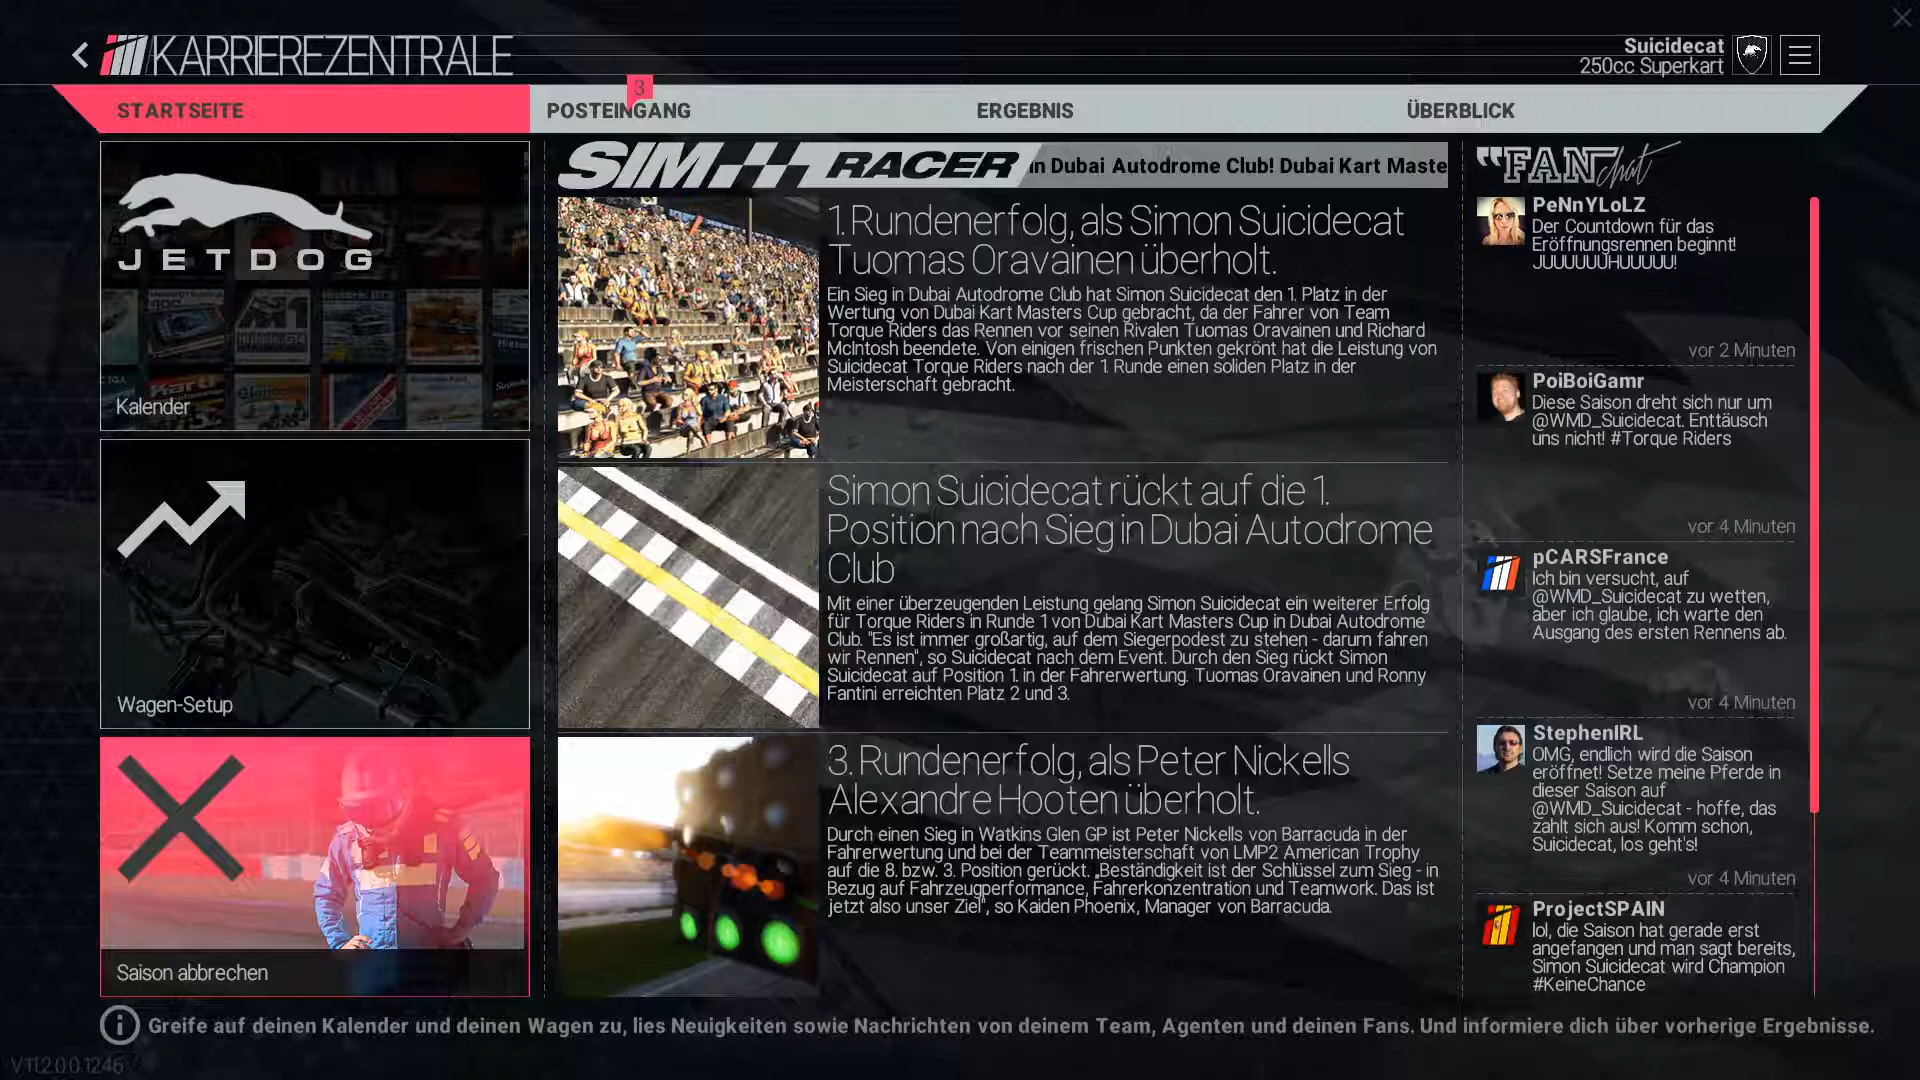 KARRIEREZENTRALE
Suicidecat
250cc Superkart
STARTSEITE
3
POSTEINGANG
ERGEBNIS
ÜBERBLICK
JETDOG
Kalender
Wagen-Setup
Saison abbrechen
SIM RACER
in Dubai Autodrome Club! Dubai Kart Maste
1. Rundenerfolg, als Simon Suicidecat
Tuomas Oravainen überholt.
Ein Sieg in Dubai Autodrome Club hat Simon Suicidecat den 1. Platz in der
Wertung von Dubai Kart Masters Cup gebracht, da der Fahrer von Team
Torque Riders das Rennen vor seinen Rivalen Tuomas Oravainen und Richard
McIntosh beendete. Von einigen frischen Punkten gekrönt hat die Leistung von
Suicidecat Torque Riders nach der 1. Runde einen soliden Platz in der
Meisterschaft gebracht.
Simon Suicidecat rückt auf die 1.
Position nach Sieg in Dubai Autodrome
Club
Mit einer überzeugenden Leistung gelang Simon Suicidecat ein weiterer Erfolg
für Torque Riders in Runde 1 von Dubai Kart Masters Cup in Dubai Autodrome
Club. "Es ist immer großartig, auf dem Siegerpodest zu stehen - darum fahren
wir Rennen", so Suicidecat nach dem Event. Durch den Sieg rückt Simon
Suicidecat auf Position 1. in der Fahrerwertung. Tuomas Oravainen und Ronny
Fantini erreichten Platz 2 und 3.
3. Rundenerfolg, als Peter Nickells
Alexandre Hooten überholt.
Durch einen Sieg in Watkins Glen GP ist Peter Nickells von Barracuda in der
Fahrerwertung und bei der Teammeisterschaft von LMP2 American Trophy
auf die 8. bzw. 3. Position gerückt. „Beständigkeit ist der Schlüssel zum Sieg - in
Bezug auf Fahrzeugperformance, Fahrerkonzentration und Teamwork. Das ist
jetzt also unser Ziel", so Kaiden Phoenix, Manager von Barracuda.
"FANchat
PeNnYLoLZ
Der Countdown für das
Eröffnungsrennen beginnt!
JUUUUUUHUUUUU!
vor 2 Minuten
PoiBoiGamr
Diese Saison dreht sich nur um
@WMD_Suicidecat. Enttäusch
uns nicht! #Torque Riders
vor 4 Minuten
pCARSFrance
Ich bin versucht, auf
@WMD_Suicidecat zu wetten,
aber ich glaube, ich warte den
Ausgang des ersten Rennens ab.
vor 4 Minuten
StephenIRL
OMG, endlich wird die Saison
eröffnet! Setze meine Pferde in
dieser Saison auf
@WMD_Suicidecat - hoffe, das
zahlt sich aus! Komm schon,
Suicidecat, los geht's!
vor 4 Minuten
ProjectSPAIN
lol, die Saison hat gerade erst
angefangen und man sagt bereits,
Simon Suicidecat wird Champion
#KeineChance
Greife auf deinen Kalender und deinen Wagen zu, lies Neuigkeiten sowie Nachrichten von deinem Team, Agenten und deinen Fans. Und informiere dich über vorherige Ergebnisse.
V11.2.0.0.1246